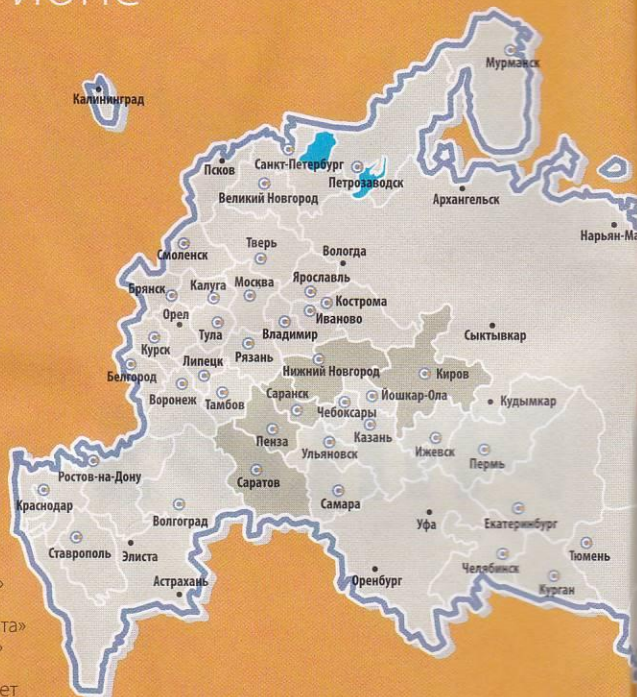 Мурманск
Калининград
Псков
Санкт-Петербург
Петрозаводск
Великий Новгород
Архангельск
Нарьян-Ма
Смоленск
Тверь
Вологда
Ярославль
Брянск
Калуга
Москва
Кострома
Орел
Иваново
Тула
Владимир
Сыктывкар
Курск
Рязань
Липецк
Нижний Новгород
Киров
Белгород
Саранск
Йошкар-Ола
Воронеж
Тамбов
Чебоксары
Кудымкар
Пенза
Казань
Ульяновск
Ижевск
Пермь
Ростов-на-Дону
Саратов
Краснодар
Самара
Волгоград
Уфа
Екатеринбург
Ставрополь
Элиста
Тюмень
Челябинск
Астрахань
Оренбург
Курган
»
та»
»
ет